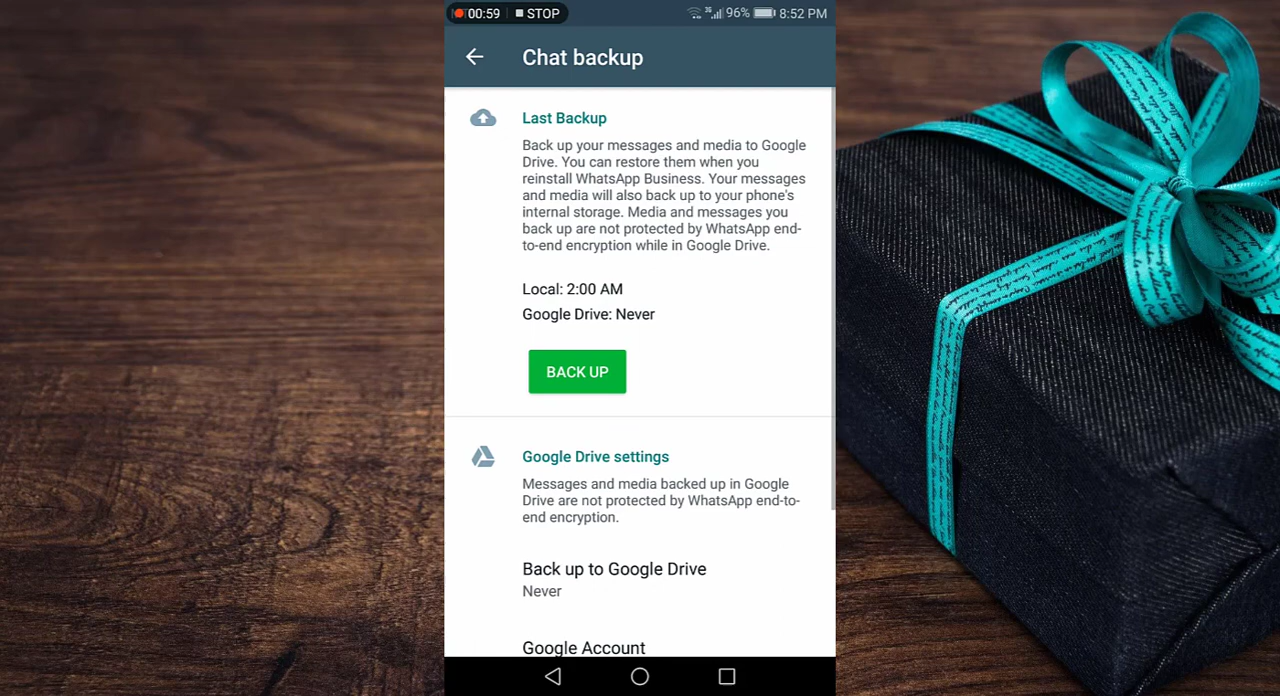 00:59 STOP 3G 96% 8:52 PM
Chat backup
Last Backup
Back up your messages and media to Google
Drive. You can restore them when you
reinstall WhatsApp Business. Your messages
and media will also back up to your phone's
internal storage. Media and messages you
back up are not protected by WhatsApp end-
to-end encryption while in Google Drive.
Local: 2:00 AM
Google Drive: Never
BACK UP
Google Drive settings
Messages and media backed up in Google
Drive are not protected by WhatsApp end-to-
end encryption.
Back up to Google Drive
Never
Google Account